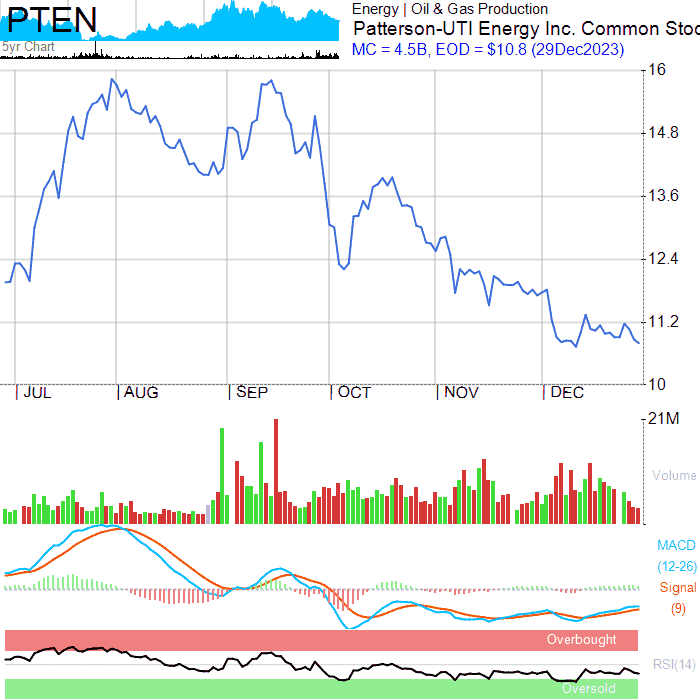 PTEN
5yr Chart
Energy | Oil & Gas Production
Patterson-UTI Energy Inc. Common Stoc
MC = 4.5B, EOD = $10.8 (29Dec2023)
16
14.8
13.6
12.4
11.2
10
JUL AUG SEP OCT NOV DEC
21M
Volume
MACD
(12-26)
Signal
(9)
Overbought
RSI(14)
Oversold